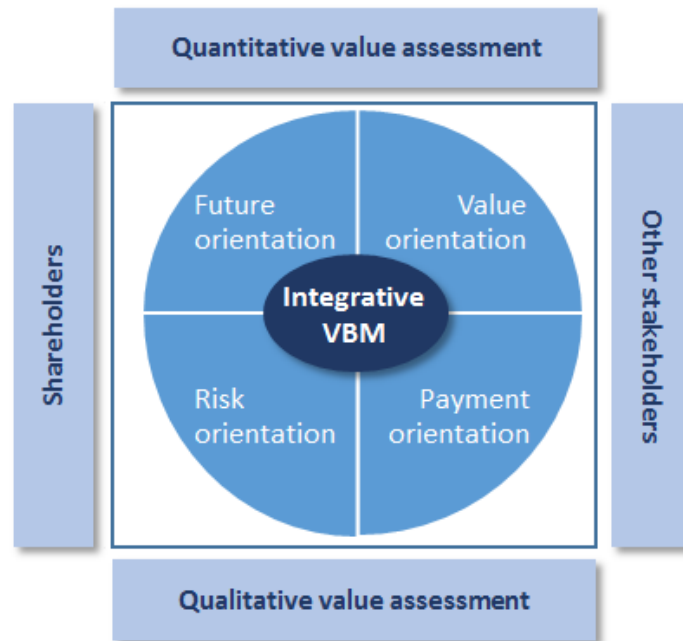 Quantitative value assessment
Shareholders
Future
orientation
Value
orientation
Integrative
VBM
Risk
orientation
Payment
orientation
Other stakeholders
Qualitative value assessment